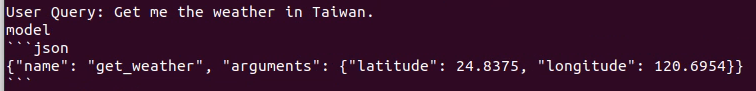 User Query: Get me the weather in Taiwan.
model
```json
{"name": "get_weather", "arguments": {"latitude": 24.8375, "longitude": 120.6954}}
```